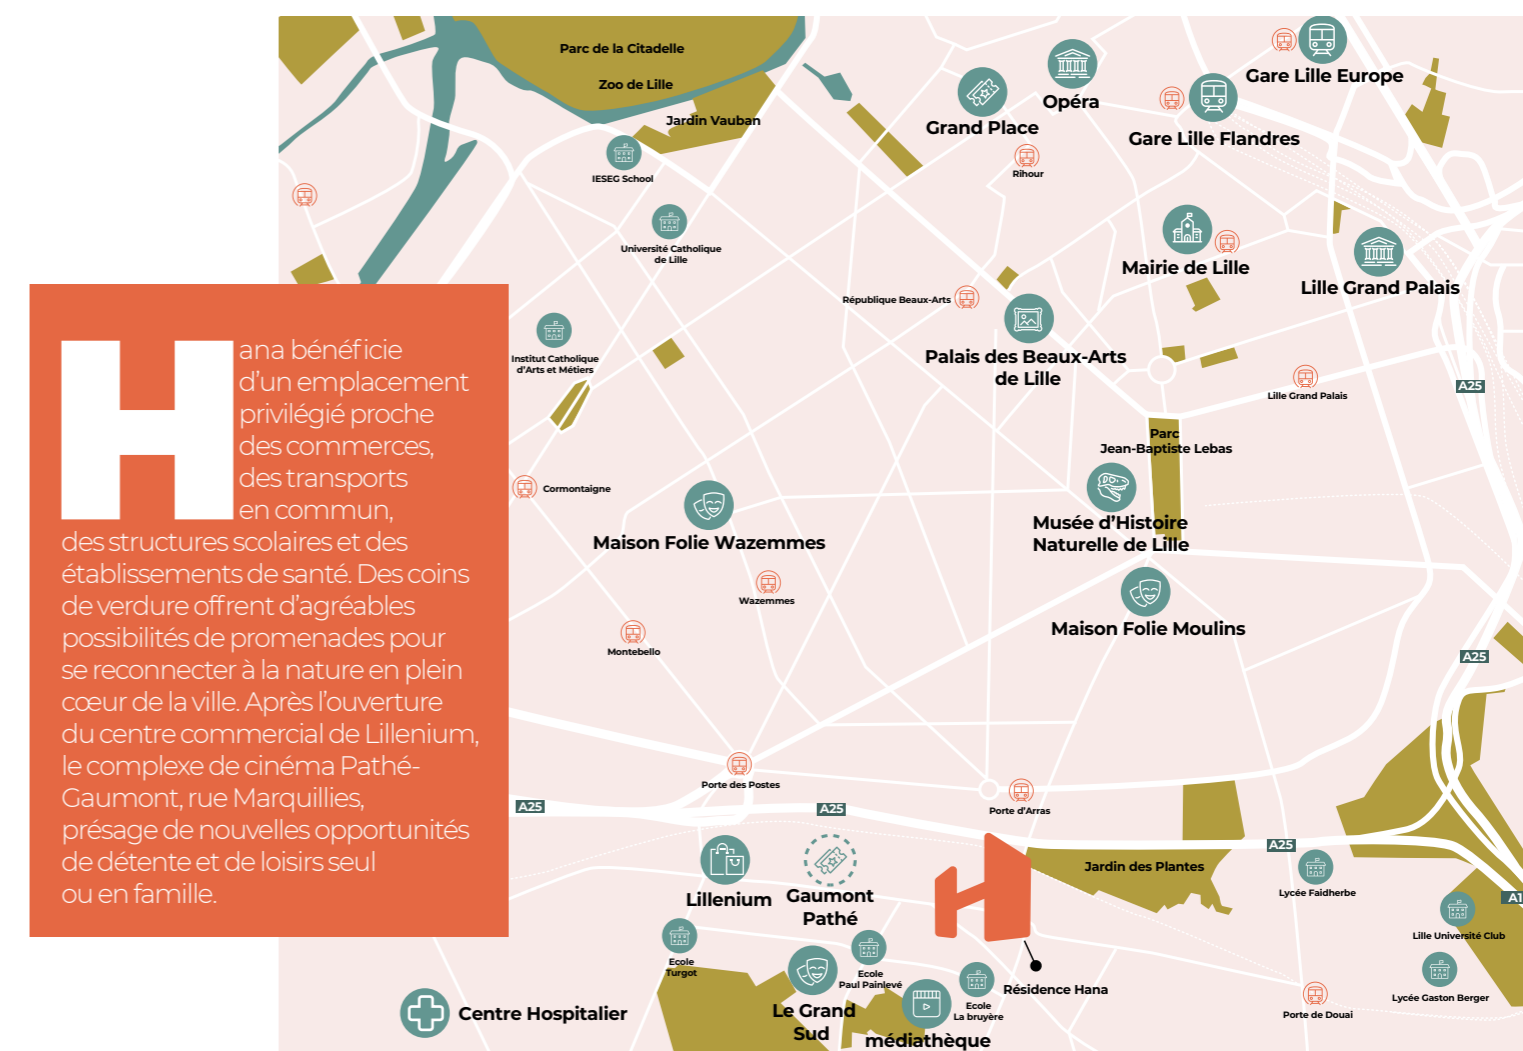 Parc de la Citadelle
Zoo de Lille
Jardin Vauban
IESEG School
Université Catholique
de Lille
Grand Place
Opéra
Gare Lille Europe
Gare Lille Flandres
Rihour
Mairie de Lille
Lille Grand Palais
République Beaux-Arts
Palais des Beaux-Arts
de Lille
Institut Catholique
d'Arts et Métiers
Lille Grand Palais
A25
Parc
Jean-Baptiste Lebas
Cormontaigne
Maison Folie Wazemmes
Musée d'Histoire
Naturelle de Lille
Wazemmes
Maison Folie Moulins
Montebello
A25
Hana bénéficie
d'un emplacement
privilégié proche
des commerces,
des transports
en commun,
des structures scolaires et des
établissements de santé. Des coins
de verdure offrent d'agréables
possibilités de promenades pour
se reconnecter à la nature en plein
cœur de la ville. Après l'ouverture
du centre commercial de Lillenium,
le complexe de cinéma Pathé-
Gaumont, rue Marquillies,
présage de nouvelles opportunités
de détente et de loisirs seul
ou en famille.
Porte des Postes
A25
A25
Porte d'Arras
A25
Jardin des Plantes
Lycée Faidherbe
Lillenium
Gaumont
Pathé
H
A1
Lille Université Club
Ecole
Turgot
Ecole
Paul Painlevé
Résidence Hana
Lycée Gaston Berger
Centre Hospitalier
Le Grand
Sud
Ecole
La bruyère
médiathèque
Porte de Douai